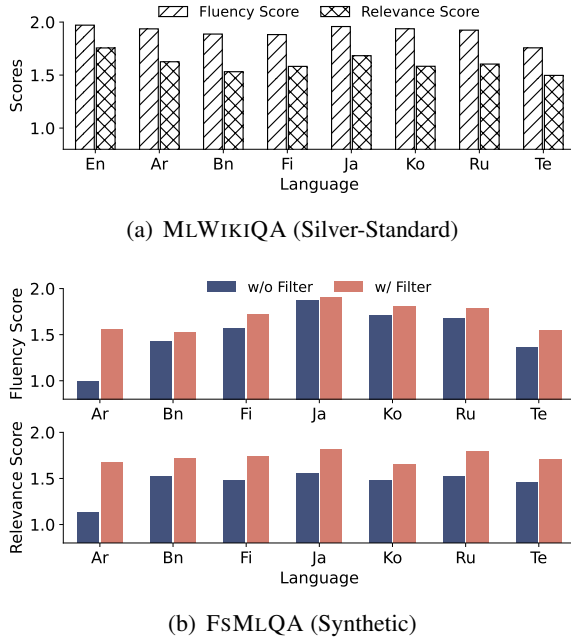 Fluency Score Relevance Score
2.0
1.5
1.0
Scores
En Ar Bn Fi Ja Ko Ru Te
Language
(a) MLWIKIQA (Silver-Standard)
w/o Filter w/ Filter
2.0
1.5
1.0
Fluency Score
Ar Bn Fi Ja Ko Ru Te
2.0
1.5
1.0
Relevance Score
Ar Bn Fi Ja Ko Ru Te
Language
(b) FSMLQA (Synthetic)